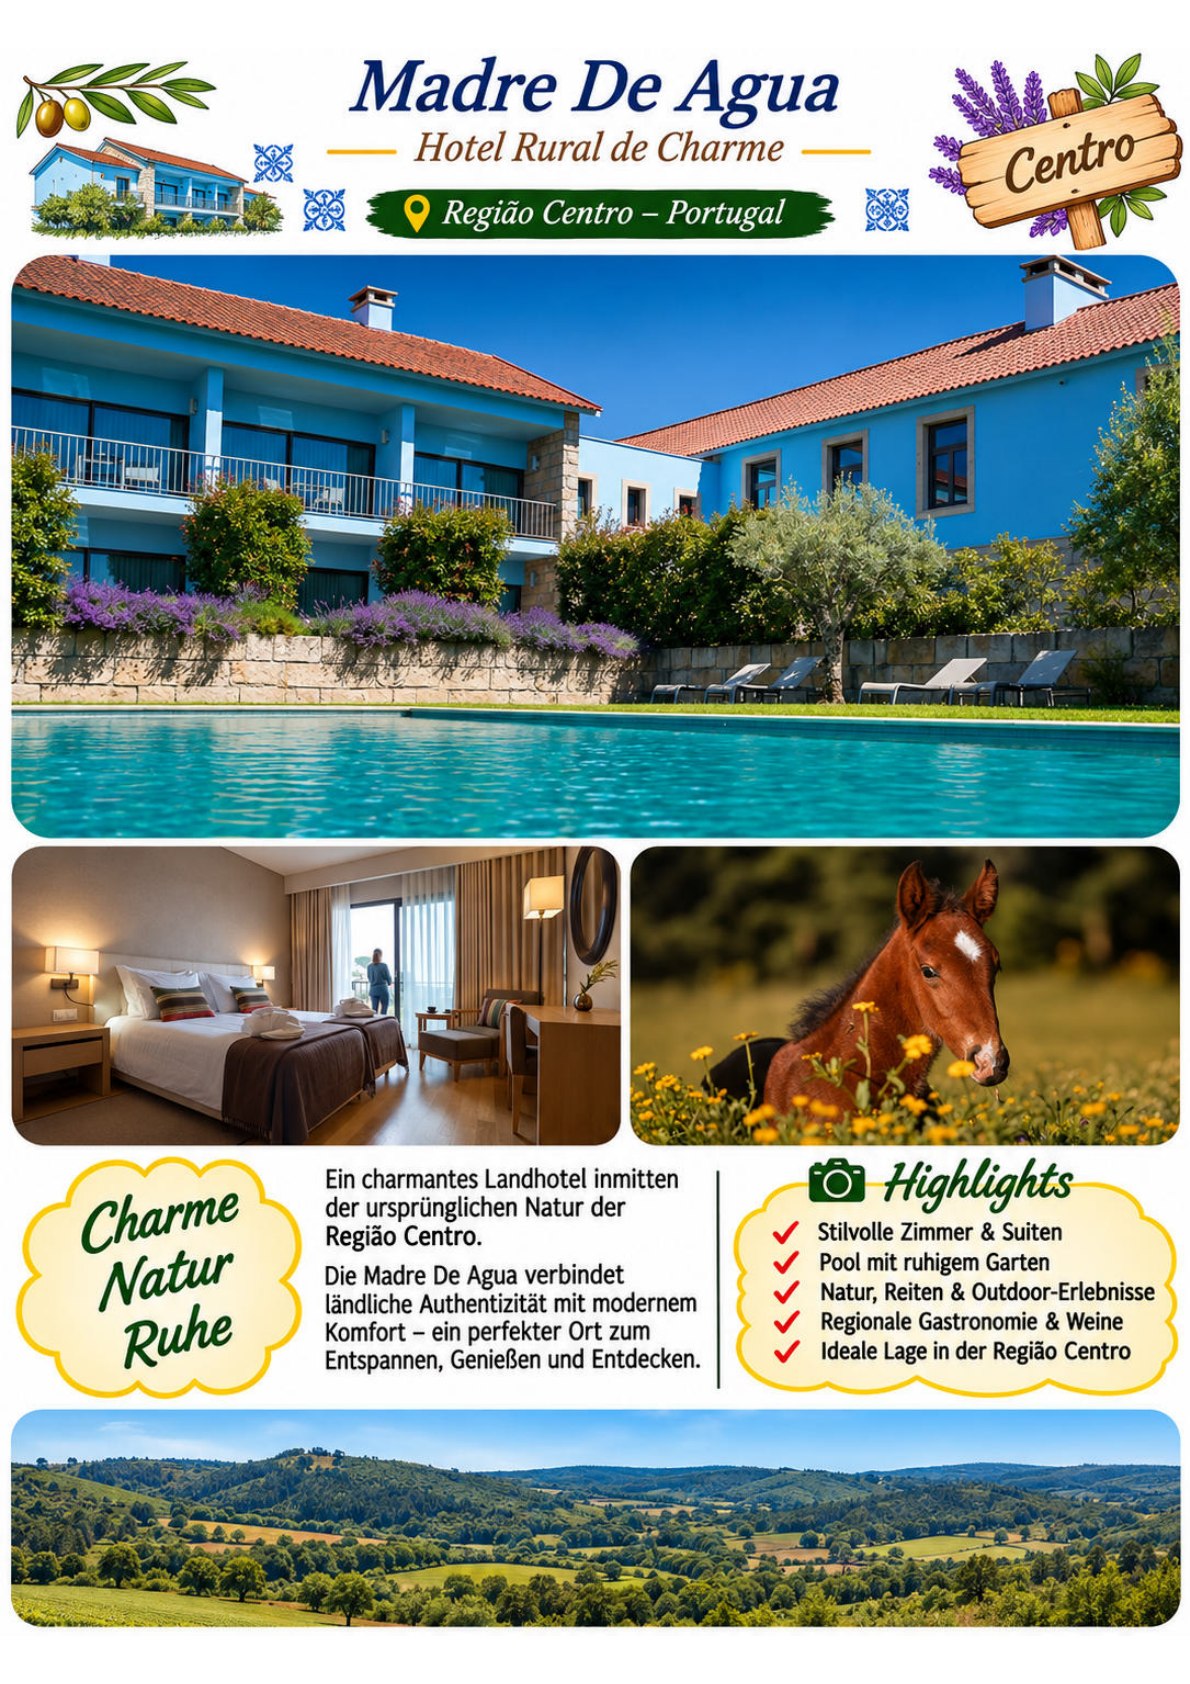 Madre De Agua
Hotel Rural de Charme
Região Centro – Portugal
Centro
Charme
Natur
Ruhe
Ein charmantes Landhotel inmitten
der ursprünglichen Natur der
Região Centro.
Die Madre De Agua verbindet
ländliche Authentizität mit modernem
Komfort – ein perfekter Ort zum
Entspannen, Genießen und Entdecken.
Highlights
Stilvolle Zimmer & Suiten
Pool mit ruhigem Garten
Natur, Reiten & Outdoor-Erlebnisse
Regionale Gastronomie & Weine
Ideale Lage in der Região Centro